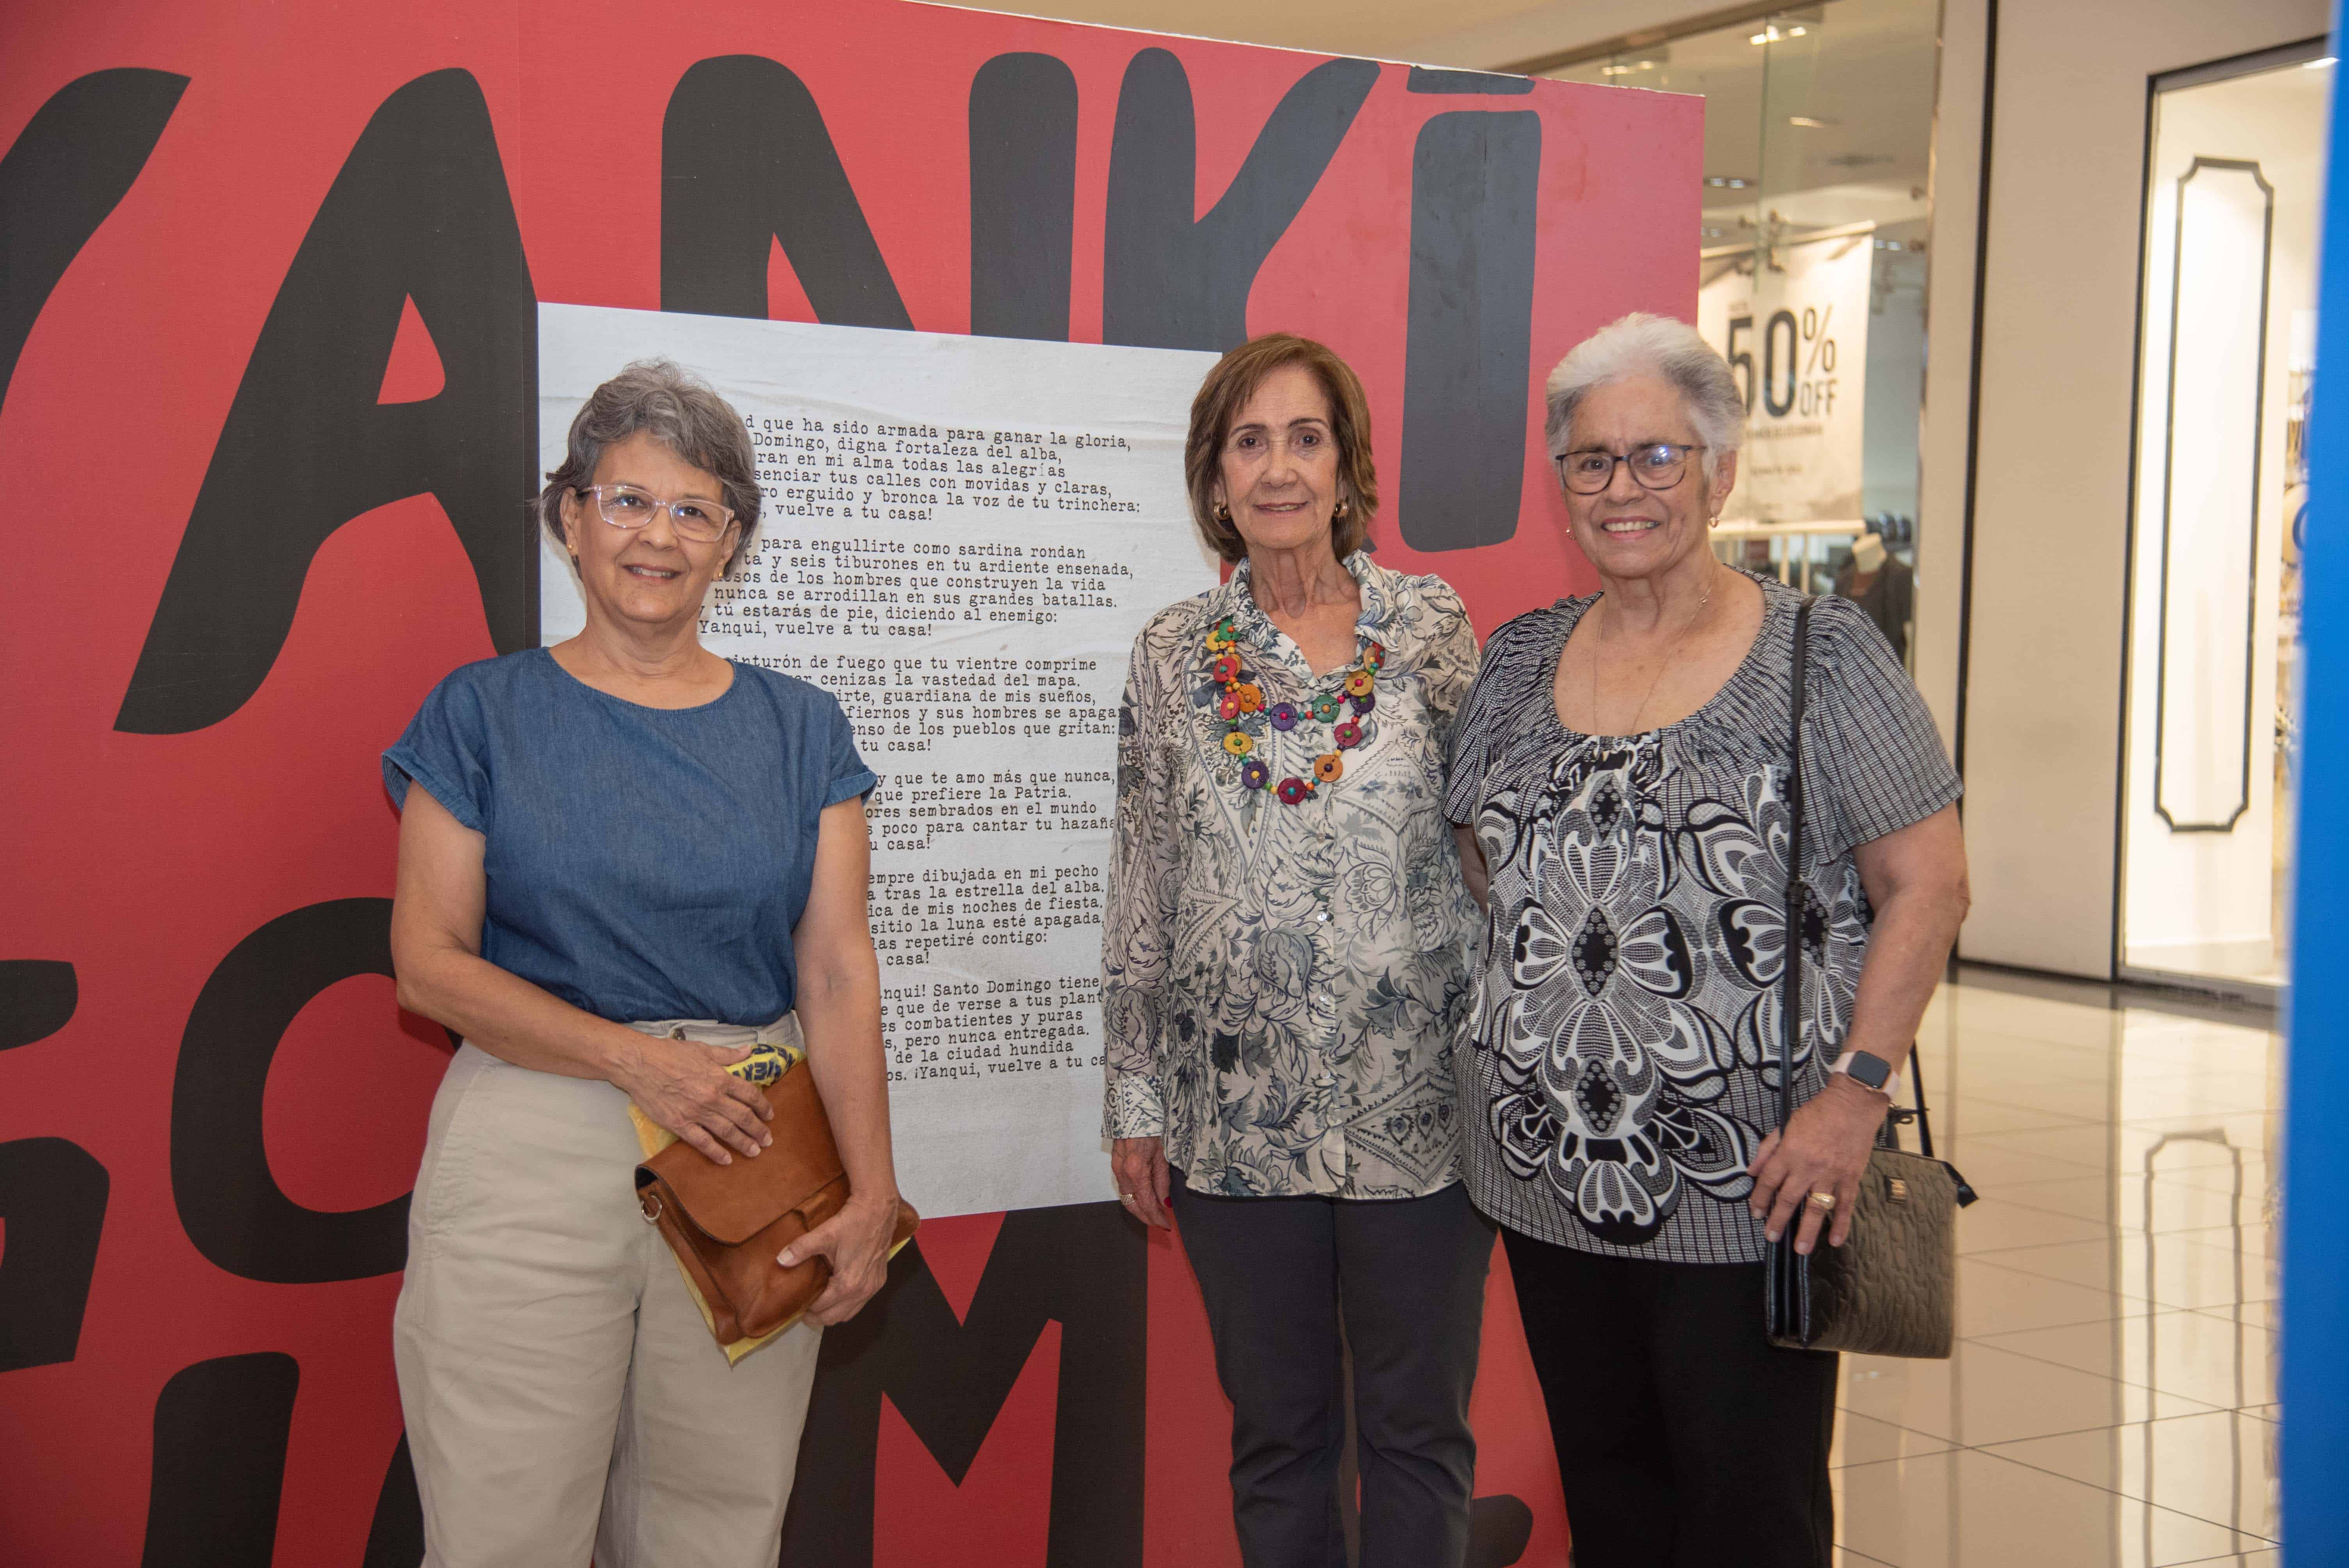 YANKĪ
GO
HOME
d que ha sido armada para ganar la gloria,
Domingo, digna fortaleza del alba,
ran en mi alma todas las alegrías
senciar tus calles con movidas y claras,
ro erguido y bronca la voz de tu trinchera:
, vuelve a tu casa!
para engullirte como sardina rondan
ta y seis tiburones en tu ardiente ensenada,
osos de los hombres que construyen la vida
nunca se arrodillan en sus grandes batallas.
y tú estarás de pie, diciendo al enemigo:
Yanqui, vuelve a tu casa!
inturón de fuego que tu vientre comprime
er cenizas la vastedad del mapa.
irte, guardiana de mis sueños,
fiernos y sus hombres se apagan
enso de los pueblos que gritan:
tu casa!
y que te amo más que nunca,
que prefiere la Patria.
ores sembrados en el mundo
s poco para cantar tu hazaña
u casa!
empre dibujada en mi pecho
a tras la estrella del alba.
ica de mis noches de fiesta.
sitio la luna esté apagada,
las repetiré contigo:
casa!
nqui! Santo Domingo tiene
e que de verse a tus plant
es combatientes y puras
s, pero nunca entregada.
de la ciudad hundida
os. ¡Yanqui, vuelve a tu ca
50%
OFF